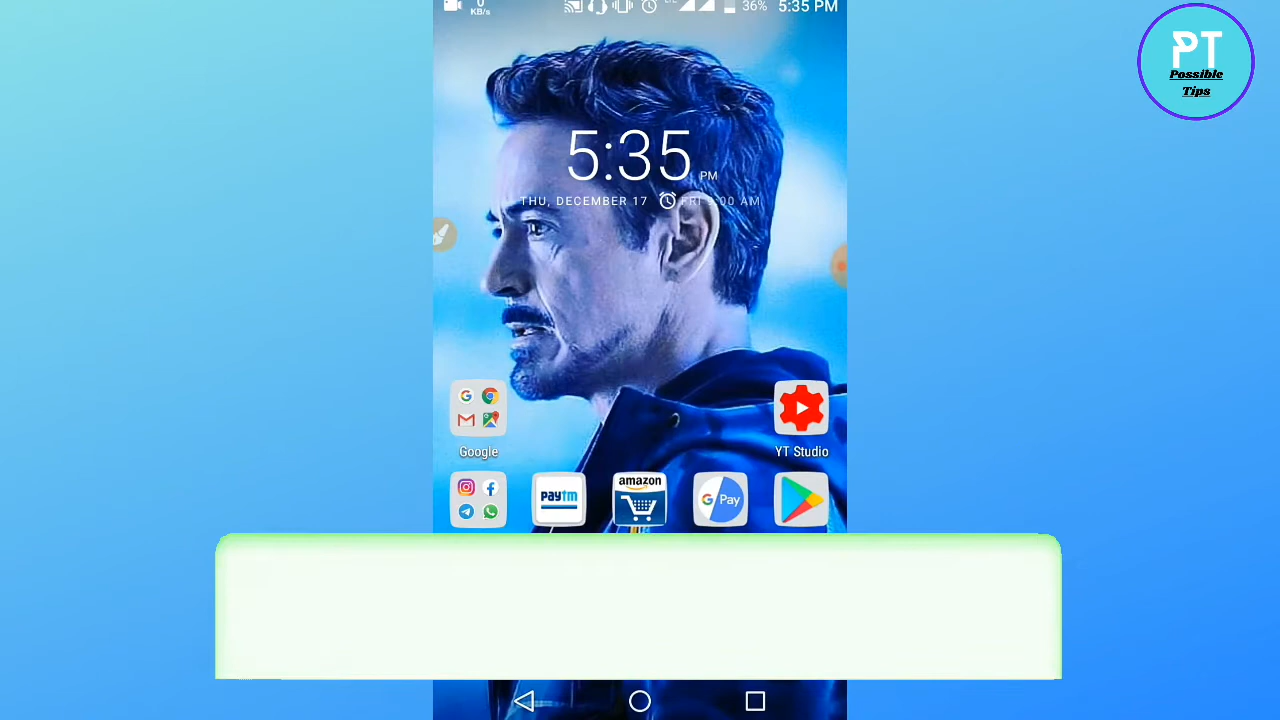 0
KB/s
36%
5:35 PM
PT
Possible
Tips
5:35 PM
THU, DECEMBER 17
FRI 9:00 AM
Google
YT Studio
paytm
amazon
G Pay